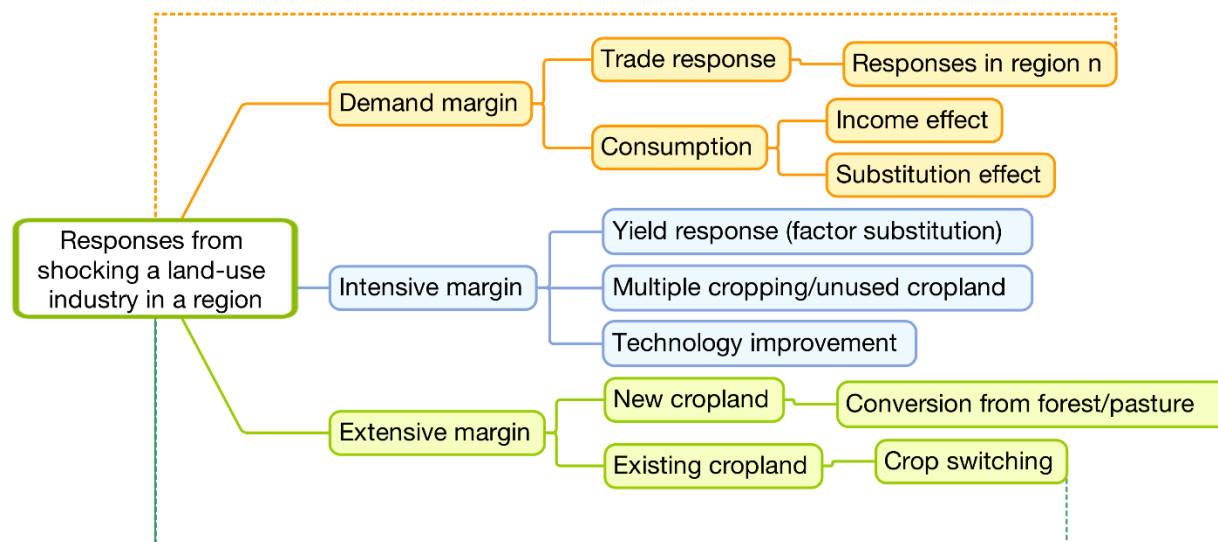 Responses from
shocking a land-use
industry in a region
Demand margin
Trade response
Responses in region n
Consumption
Income effect
Substitution effect
Intensive margin
Yield response (factor substitution)
Multiple cropping/unused cropland
Technology improvement
Extensive margin
New cropland
Conversion from forest/pasture
Existing cropland
Crop switching